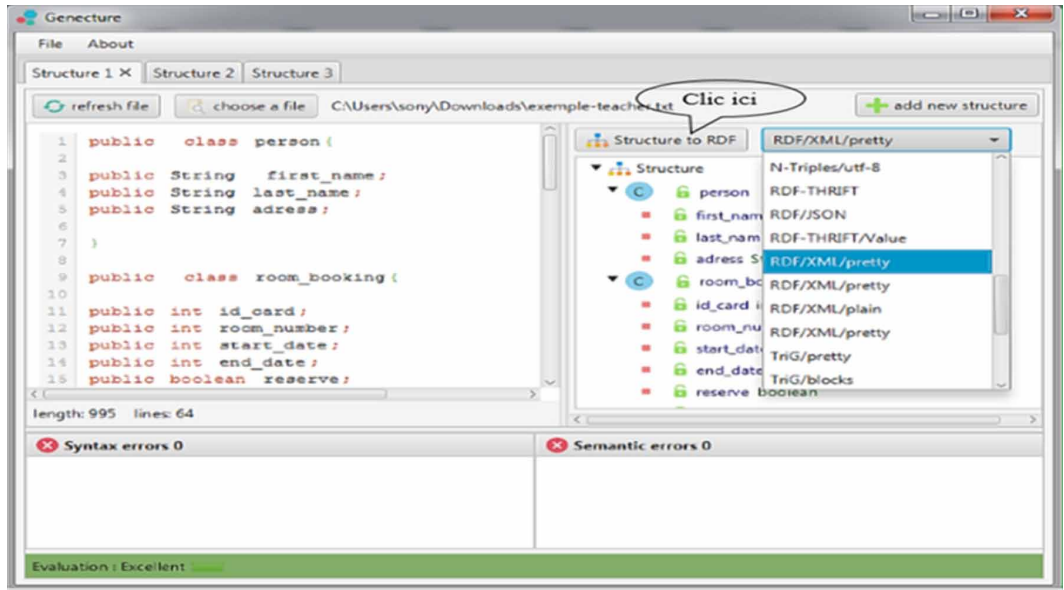 Genecture
File About
Structure 1 X Structure 2 Structure 3
refresh file choose a file C:\Users\sony\Downloads\exemple-teacher.txt Clic ici add new structure
Structure to RDF RDF/XML/pretty
1 public class person{
2
3 public String first_name;
4 public String last_name;
5 public String adress;
6
7 }
8
9 public class room_booking{
10
11 public int id_card;
12 public int room_number;
13 public int start_date;
14 public int end_date;
15 public boolean reserve;
length: 995 lines: 64
Structure
C person
first_nam
last_nam
adress S
C room_bo
id_card i
room_nu
start_dat
end_date
reserve boolean
N-Triples/utf-8
RDF-THRIFT
RDF/JSON
RDF-THRIFT/Value
RDF/XML/pretty
RDF/XML/pretty
RDF/XML/plain
RDF/XML/pretty
TriG/pretty
TriG/blocks
Syntax errors 0
Semantic errors 0
Evaluation : Excellent